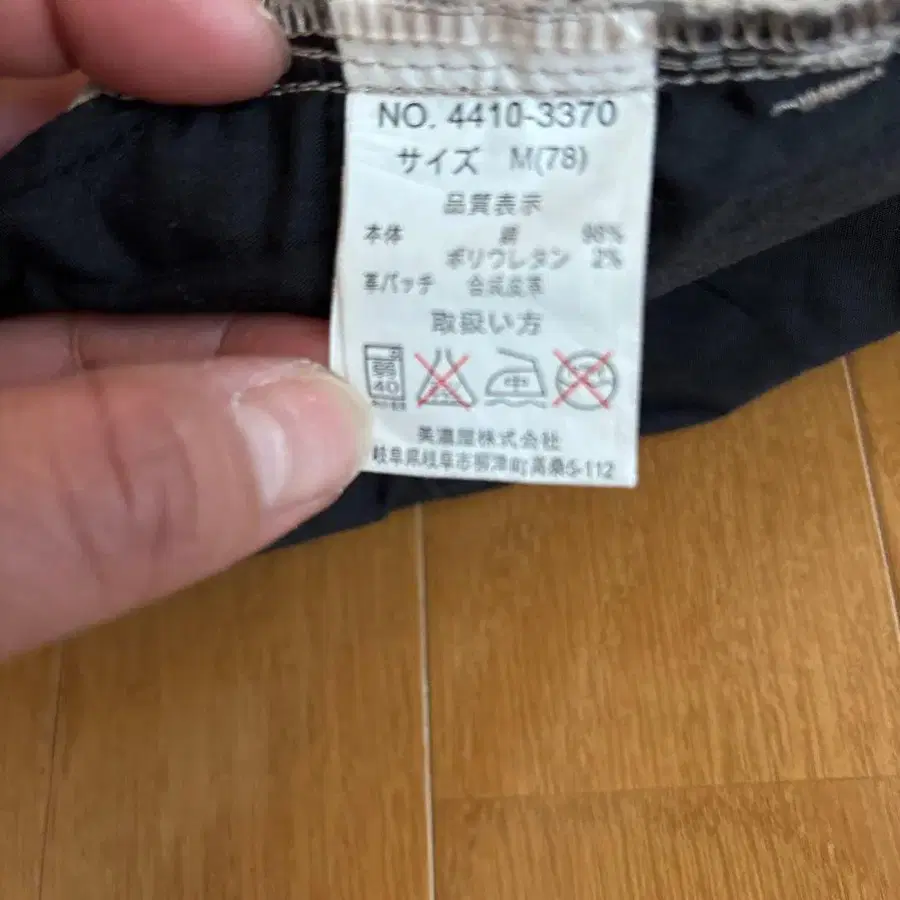 NO. 4410-3370
サイズ M(78)
品質表示
本体 綿 98%
ポリウレタン 2%
革パッチ 合成皮革
取扱い方
40
中
美濃屋株式会社
岐阜県岐阜市柳津町高桑5-112